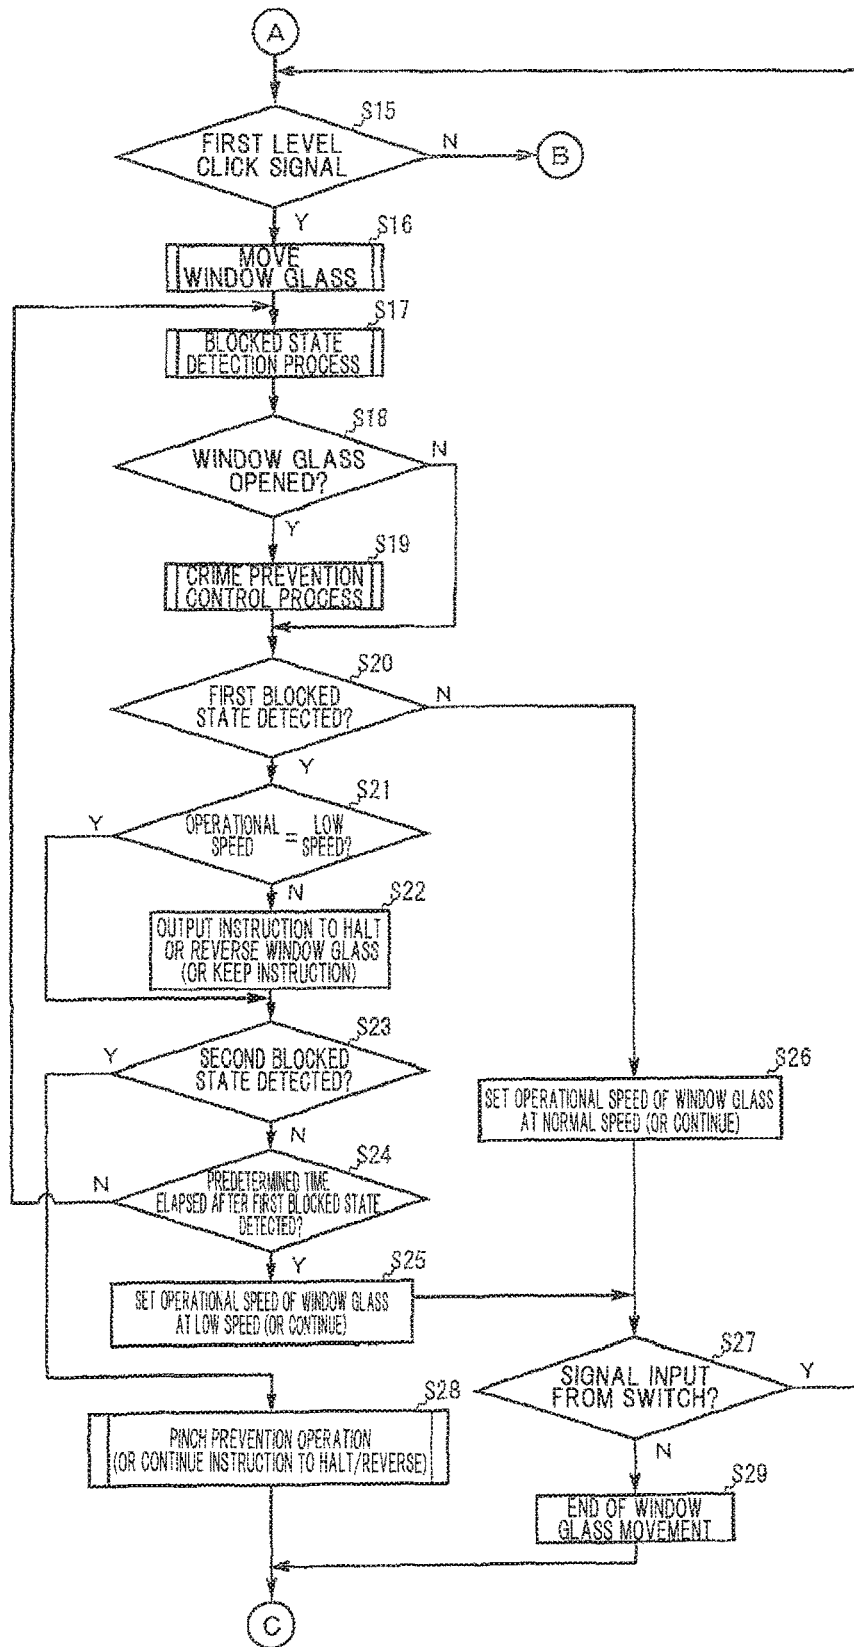 A
S15
FIRST LEVEL
CLICK SIGNAL
N
B
Y
S16
MOVE
WINDOW GLASS
S17
BLOCKED STATE
DETECTION PROCESS
S18
WINDOW GLASS
OPENED?
N
Y
S19
CRIME PREVENTION
CONTROL PROCESS
S20
FIRST BLOCKED
STATE DETECTED?
N
Y
S21
Y
OPERATIONAL
SPEED
=
LOW
SPEED?
N
S22
OUTPUT INSTRUCTION TO HALT
OR REVERSE WINDOW GLASS
(OR KEEP INSTRUCTION)
S23
Y
SECOND BLOCKED
STATE DETECTED?
N
S26
SET OPERATIONAL SPEED OF WINDOW GLASS
AT NORMAL SPEED (OR CONTINUE)
S24
N
PREDETERMINED TIME
ELAPSED AFTER FIRST BLOCKED STATE
DETECTED?
Y
S25
SET OPERATIONAL SPEED OF WINDOW GLASS
AT LOW SPEED (OR CONTINUE)
S27
SIGNAL INPUT
FROM SWITCH?
Y
N
S28
PINCH PREVENTION OPERATION
(OR CONTINUE INSTRUCTION TO HALT/REVERSE)
S29
END OF WINDOW
GLASS MOVEMENT
C